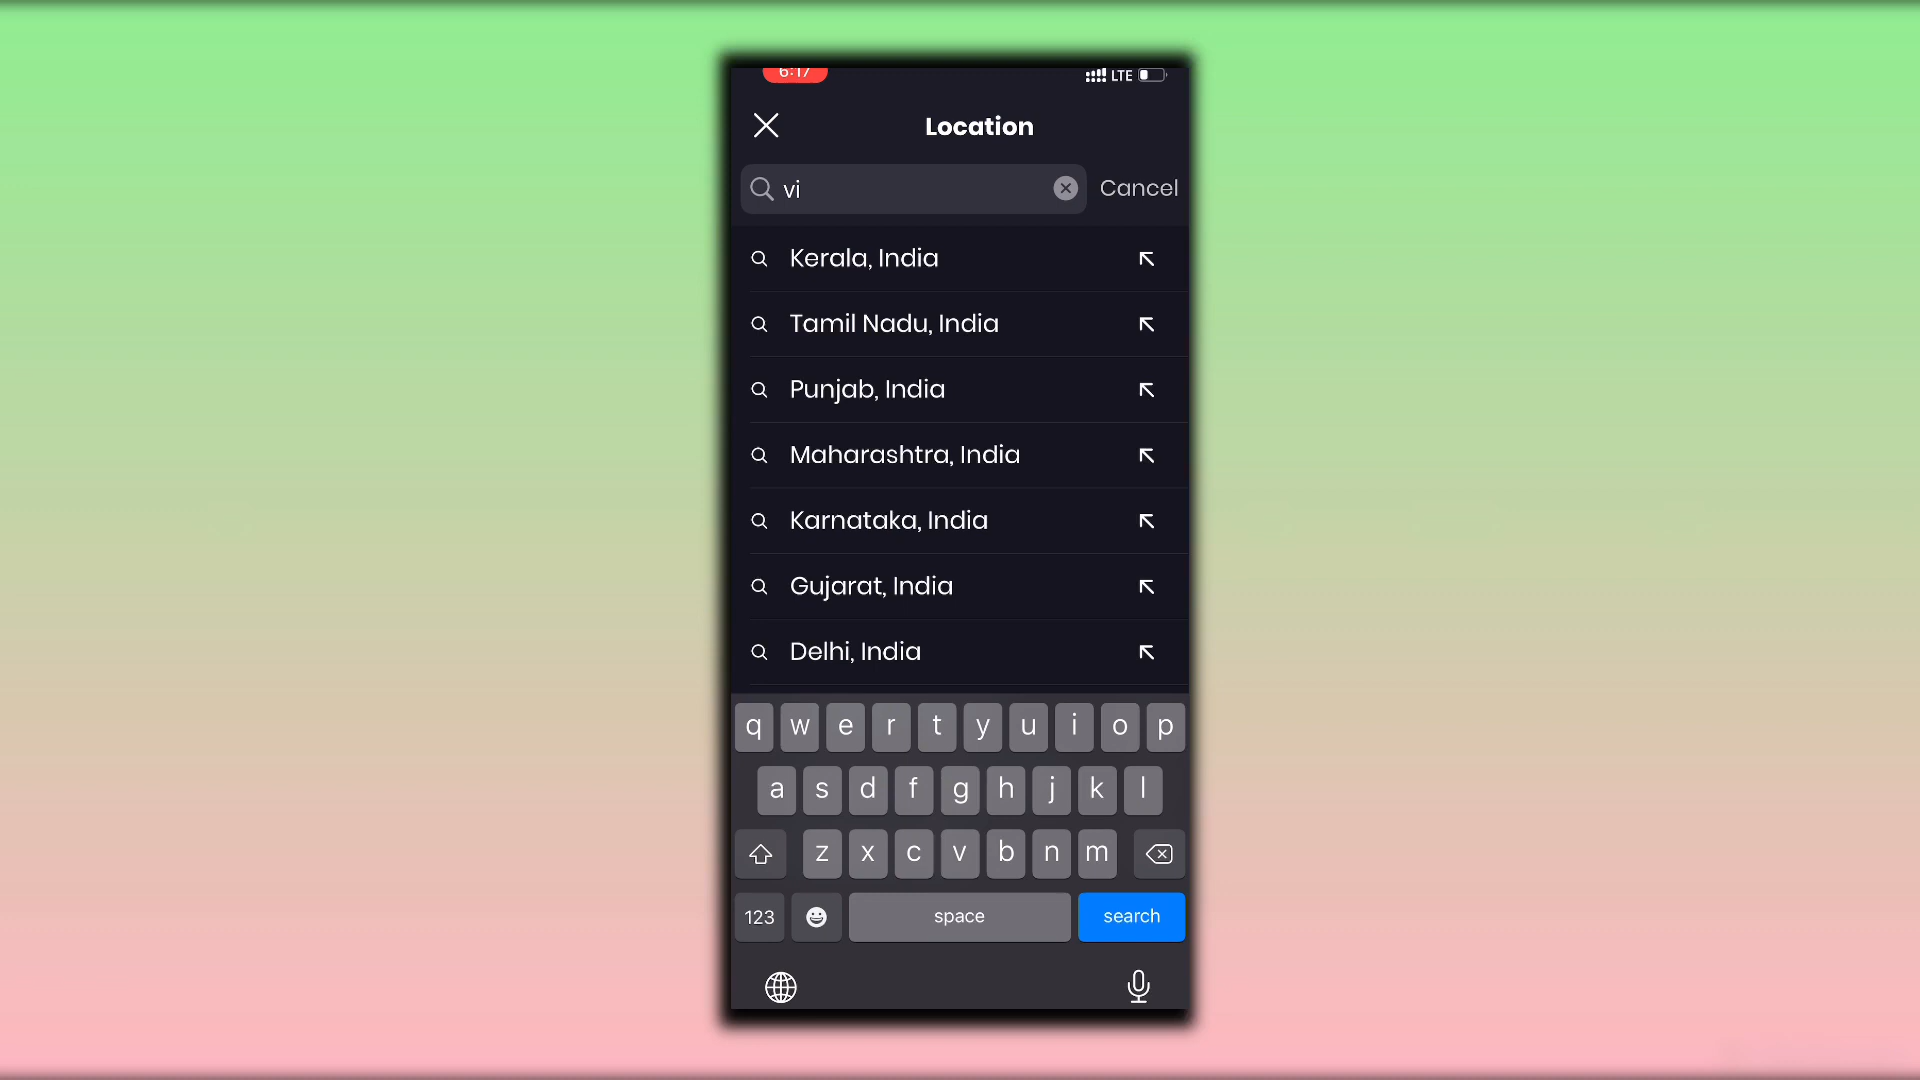 6:17
LTE
Location
vi
Cancel
Kerala, India
Tamil Nadu, India
Punjab, India
Maharashtra, India
Karnataka, India
Gujarat, India
Delhi, India
q w e r t y u i o p
a s d f g h j k l
z x c v b n m
123 space search